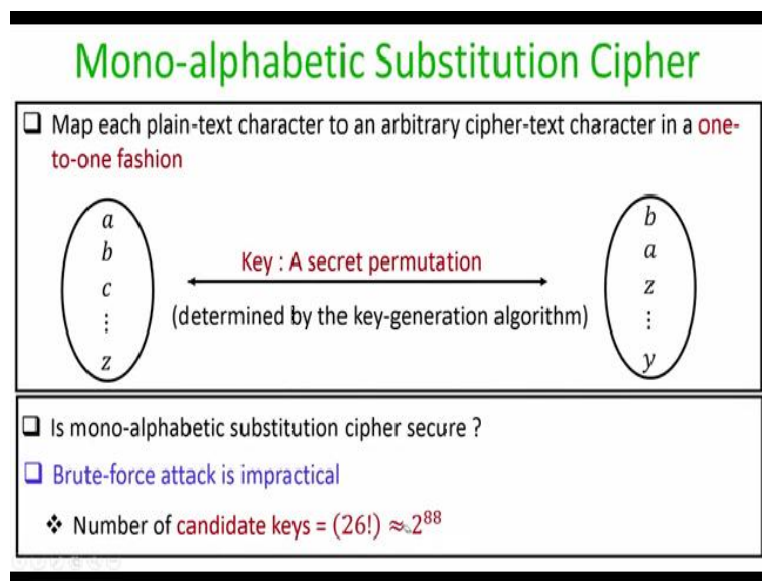 Mono-alphabetic Substitution Cipher
❑ Map each plain-text character to an arbitrary cipher-text character in a one-
to-one fashion
a
b
c
⋮
z
Key : A secret permutation
(determined by the key-generation algorithm)
b
a
z
⋮
y
❑ Is mono-alphabetic substitution cipher secure ?
❑ Brute-force attack is impractical
❖ Number of candidate keys = (26!) ≈ 2^88